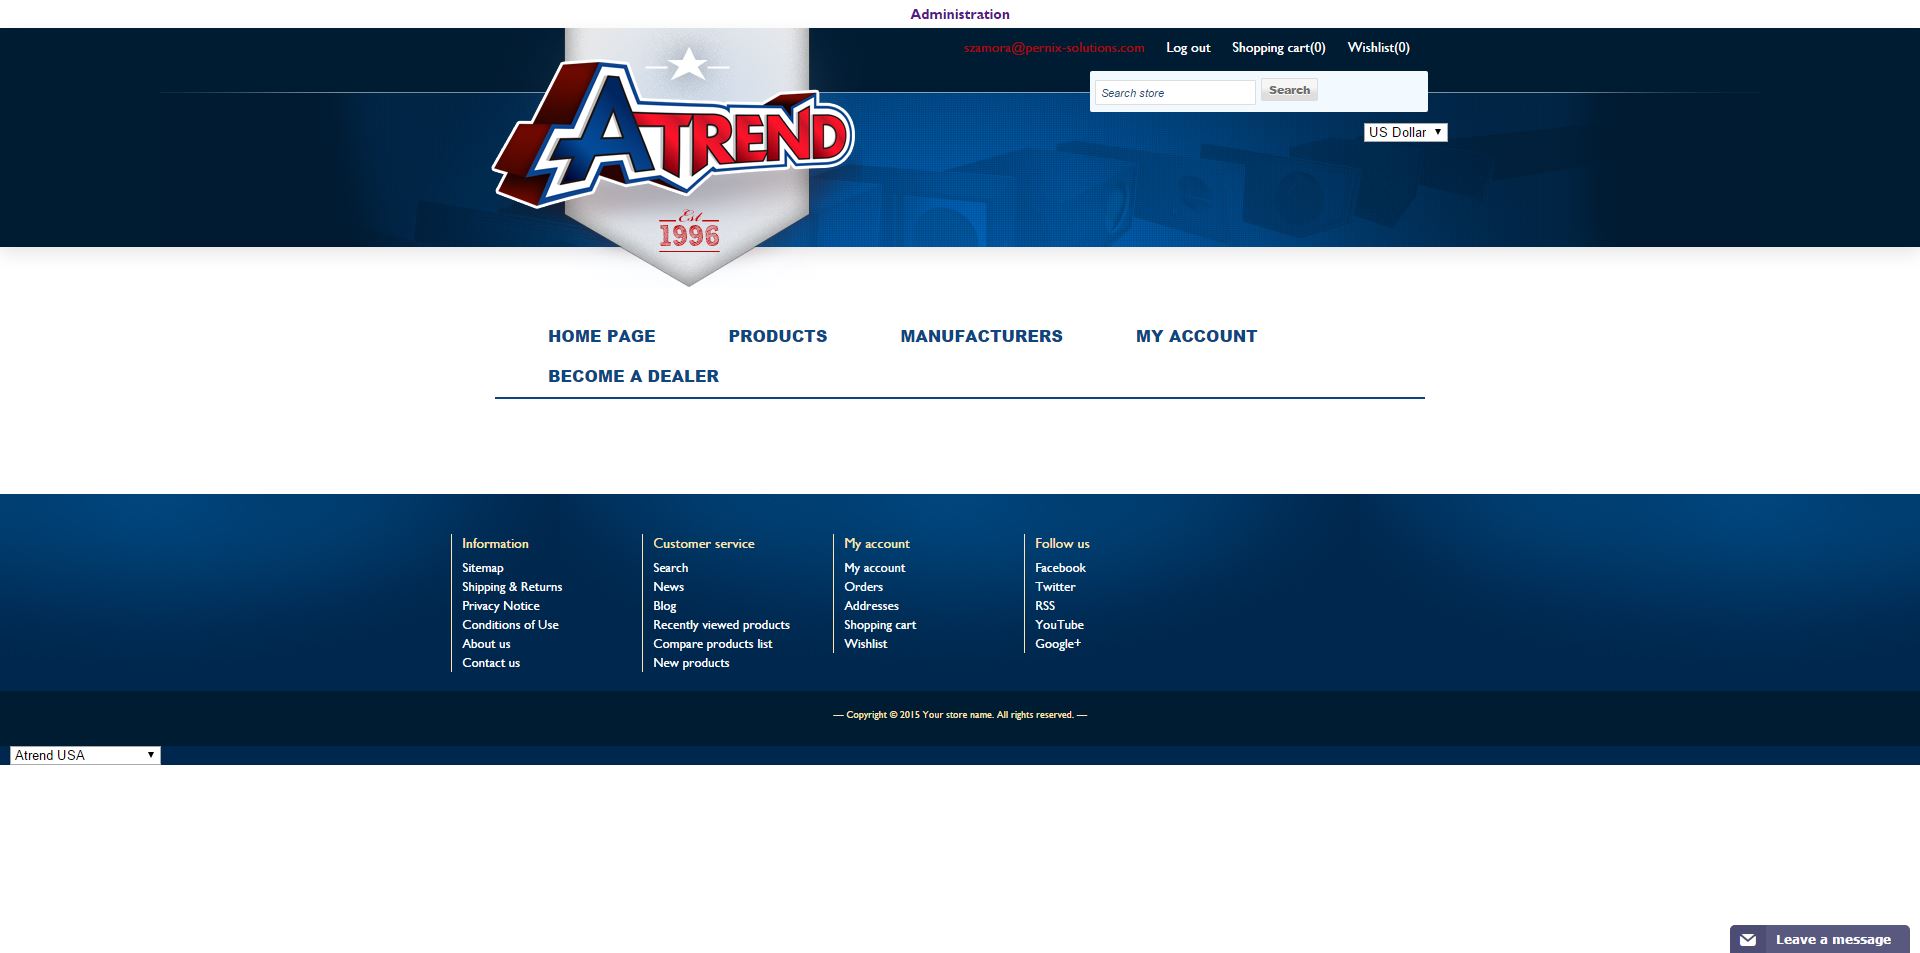 Administration
szamora@pernix-solutions.com Log out Shopping cart(0) Wishlist(0)
Search store Search
US Dollar
ATREND
Est
1996
HOME PAGE PRODUCTS MANUFACTURERS MY ACCOUNT
BECOME A DEALER
Information
Sitemap
Shipping & Returns
Privacy Notice
Conditions of Use
About us
Contact us
Customer service
Search
News
Blog
Recently viewed products
Compare products list
New products
My account
My account
Orders
Addresses
Shopping cart
Wishlist
Follow us
Facebook
Twitter
RSS
YouTube
Google+
— Copyright © 2015 Your store name. All rights reserved. —
Atrend USA
Leave a message